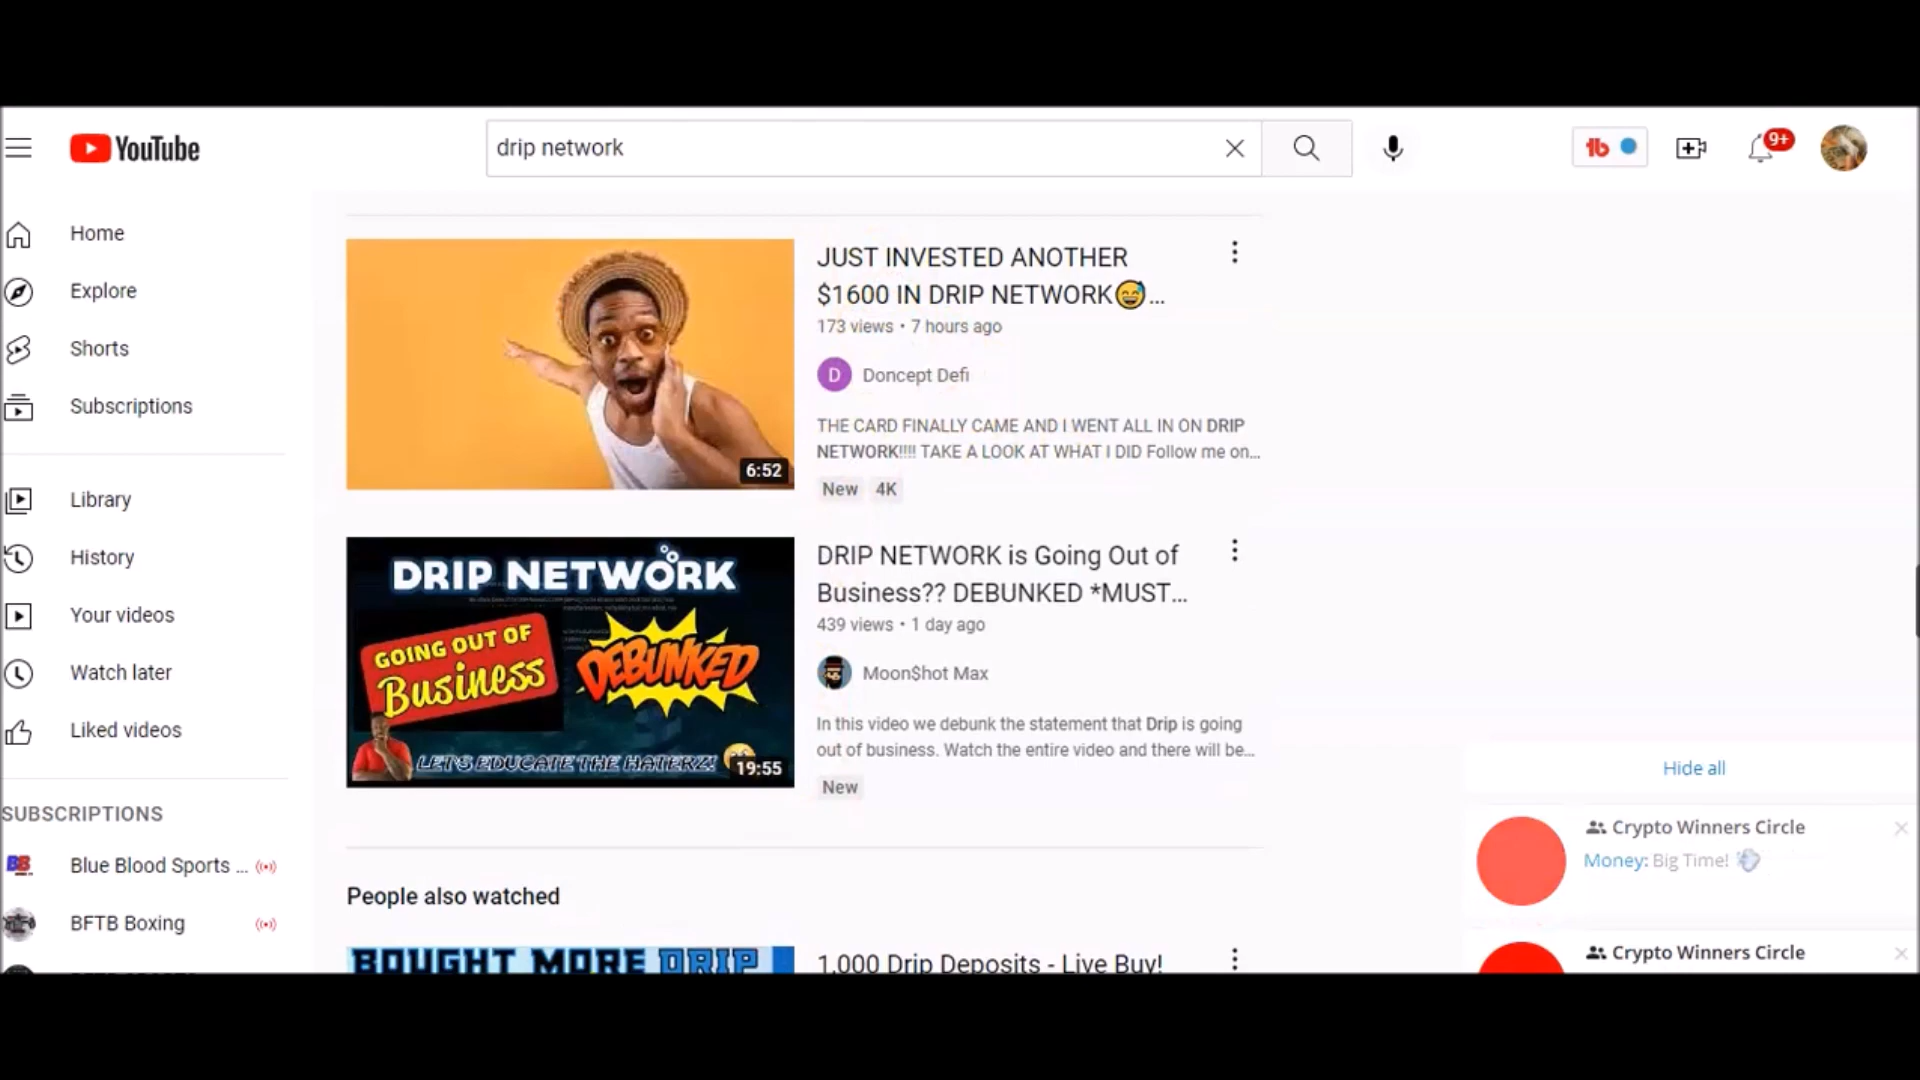 YouTube
drip network
9+
Home
Explore
Shorts
Subscriptions
Library
History
Your videos
Watch later
Liked videos
SUBSCRIPTIONS
Blue Blood Sports ...
BFTB Boxing
6:52
JUST INVESTED ANOTHER
$1600 IN DRIP NETWORK😅...
173 views • 7 hours ago
D
Doncept Defi
THE CARD FINALLY CAME AND I WENT ALL IN ON DRIP
NETWORK!!!! TAKE A LOOK AT WHAT I DID Follow me on...
New 4K
DRIP NETWORK
GOING OUT OF
Business
DEBUNKED
LET'S EDUCATE THE HATERZ!
19:55
DRIP NETWORK is Going Out of
Business?? DEBUNKED *MUST...
439 views • 1 day ago
Moon$hot Max
In this video we debunk the statement that Drip is going
out of business. Watch the entire video and there will be...
New
People also watched
BOUGHT MORE DRIP
1,000 Drip Deposits - Live Buy!
Hide all
Crypto Winners Circle
Money: Big Time!
Crypto Winners Circle